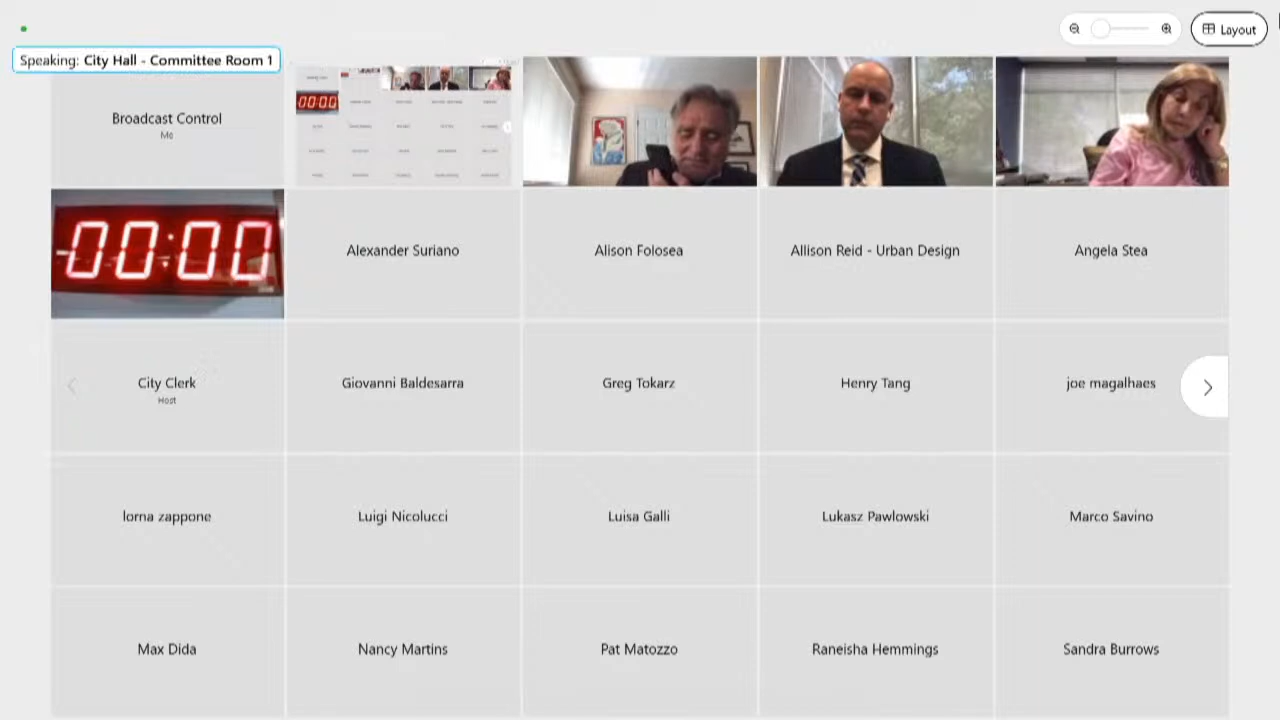 Layout
Speaking: City Hall - Committee Room 1
Broadcast Control
Me
00:00
-00:00
Alexander Suriano
Alison Folosea
Allison Reid - Urban Design
Angela Stea
City Clerk
Host
Giovanni Baldesarra
Greg Tokarz
Henry Tang
joe magalhaes
lorna zappone
Luigi Nicolucci
Luisa Galli
Lukasz Pawlowski
Marco Savino
Max Dida
Nancy Martins
Pat Matozzo
Raneisha Hemmings
Sandra Burrows